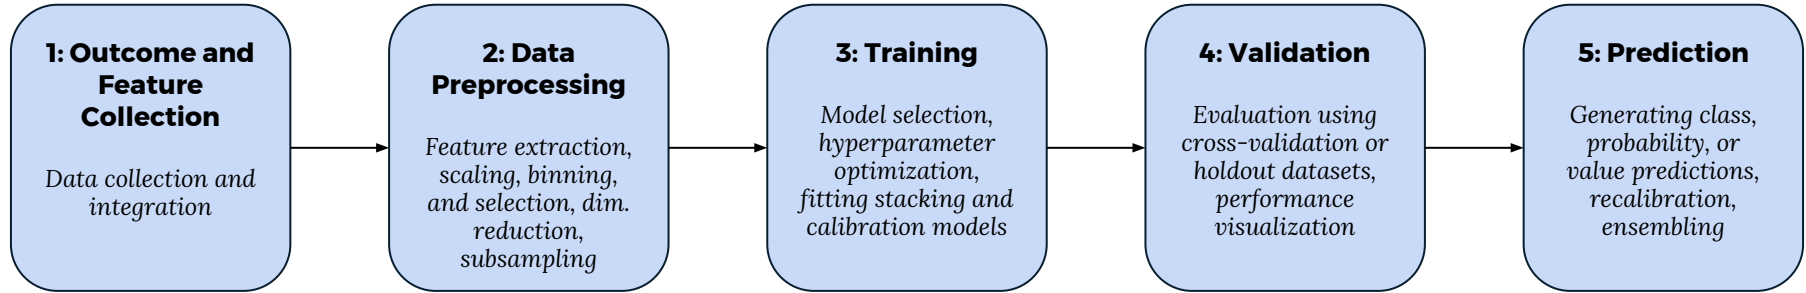 1: Outcome and
Feature
Collection
Data collection and
integration
2: Data
Preprocessing
Feature extraction,
scaling, binning,
and selection, dim.
reduction,
subsampling
3: Training
Model selection,
hyperparameter
optimization,
fitting stacking and
calibration models
4: Validation
Evaluation using
cross-validation or
holdout datasets,
performance
visualization
5: Prediction
Generating class,
probability, or
value predictions,
recalibration,
ensembling